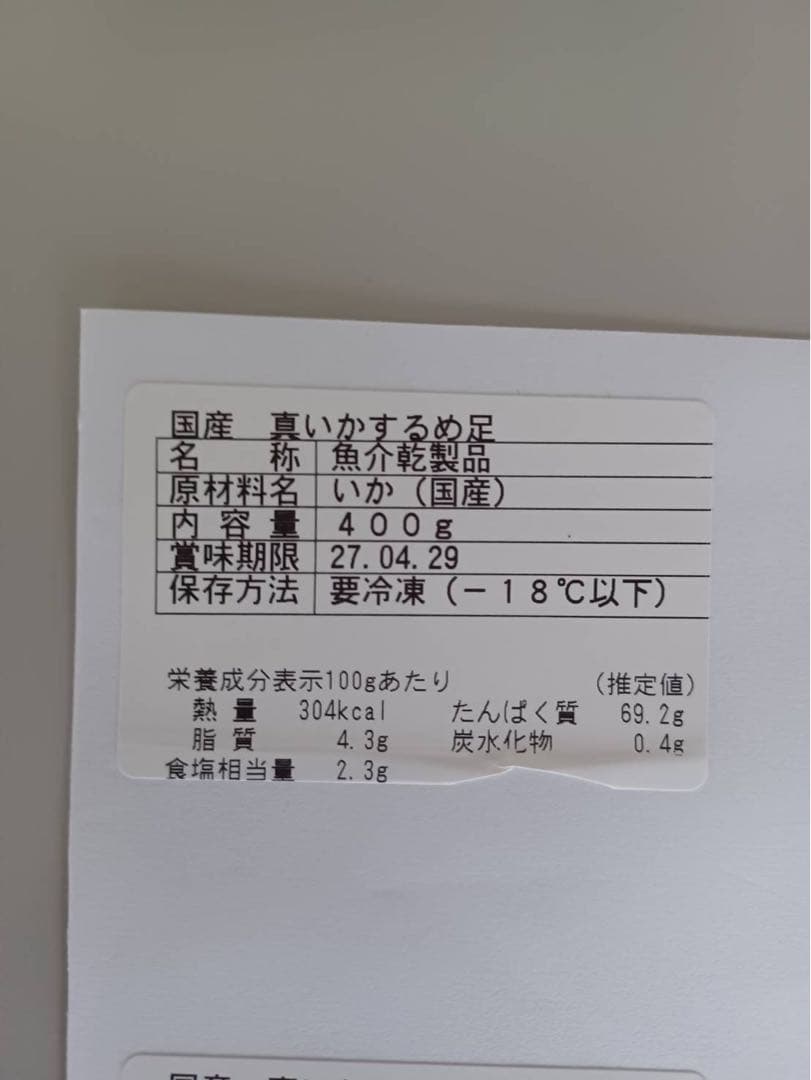 国産　真いかするめ足
名　称　魚介乾製品
原材料名　いか（国産）
内容量　４００ｇ
賞味期限　27.04.29
保存方法　要冷凍（－１８℃以下）
栄養成分表示100gあたり　（推定値）
熱量　304kcal　たんぱく質　69.2g
脂質　4.3g　炭水化物　0.4g
食塩相当量　2.3g
国産　真い